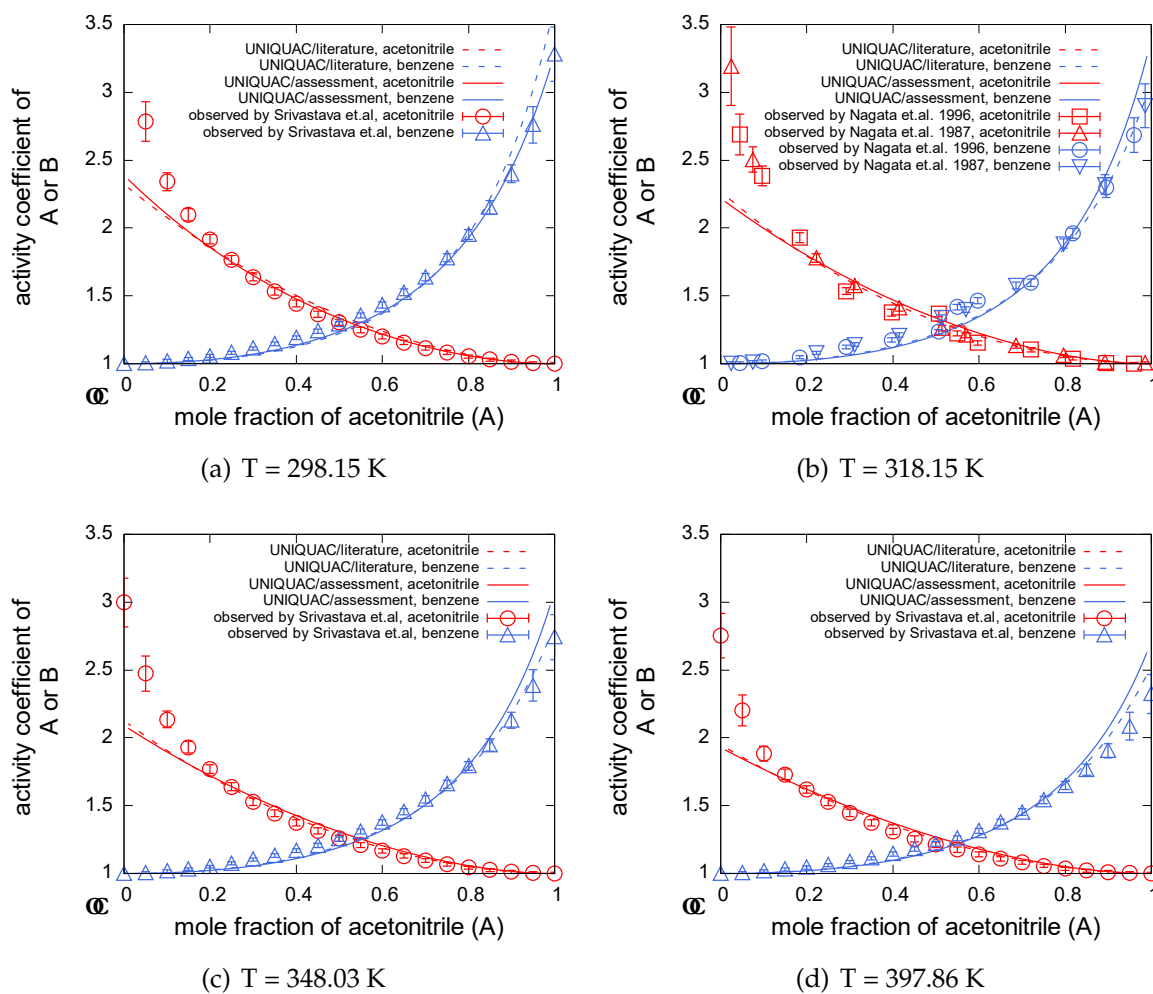 3.5
3
2.5
2
1.5
1
0 0.2 0.4 0.6 0.8 1
activity coefficient of
A or B
mole fraction of acetonitrile (A)
UNIQUAC/literature, acetonitrile
UNIQUAC/literature, benzene
UNIQUAC/assessment, acetonitrile
UNIQUAC/assessment, benzene
observed by Srivastava et.al, acetonitrile
observed by Srivastava et.al, benzene
(a) T = 298.15 K
3.5
3
2.5
2
1.5
1
0 0.2 0.4 0.6 0.8 1
activity coefficient of
A or B
mole fraction of acetonitrile (A)
UNIQUAC/literature, acetonitrile
UNIQUAC/literature, benzene
UNIQUAC/assessment, acetonitrile
UNIQUAC/assessment, benzene
observed by Nagata et.al. 1996, acetonitrile
observed by Nagata et.al. 1987, acetonitrile
observed by Nagata et.al. 1996, benzene
observed by Nagata et.al. 1987, benzene
(b) T = 318.15 K
3.5
3
2.5
2
1.5
1
0 0.2 0.4 0.6 0.8 1
activity coefficient of
A or B
mole fraction of acetonitrile (A)
UNIQUAC/literature, acetonitrile
UNIQUAC/literature, benzene
UNIQUAC/assessment, acetonitrile
UNIQUAC/assessment, benzene
observed by Srivastava et.al, acetonitrile
observed by Srivastava et.al, benzene
(c) T = 348.03 K
3.5
3
2.5
2
1.5
1
0 0.2 0.4 0.6 0.8 1
activity coefficient of
A or B
mole fraction of acetonitrile (A)
UNIQUAC/literature, acetonitrile
UNIQUAC/literature, benzene
UNIQUAC/assessment, acetonitrile
UNIQUAC/assessment, benzene
observed by Srivastava et.al, acetonitrile
observed by Srivastava et.al, benzene
(d) T = 397.86 K